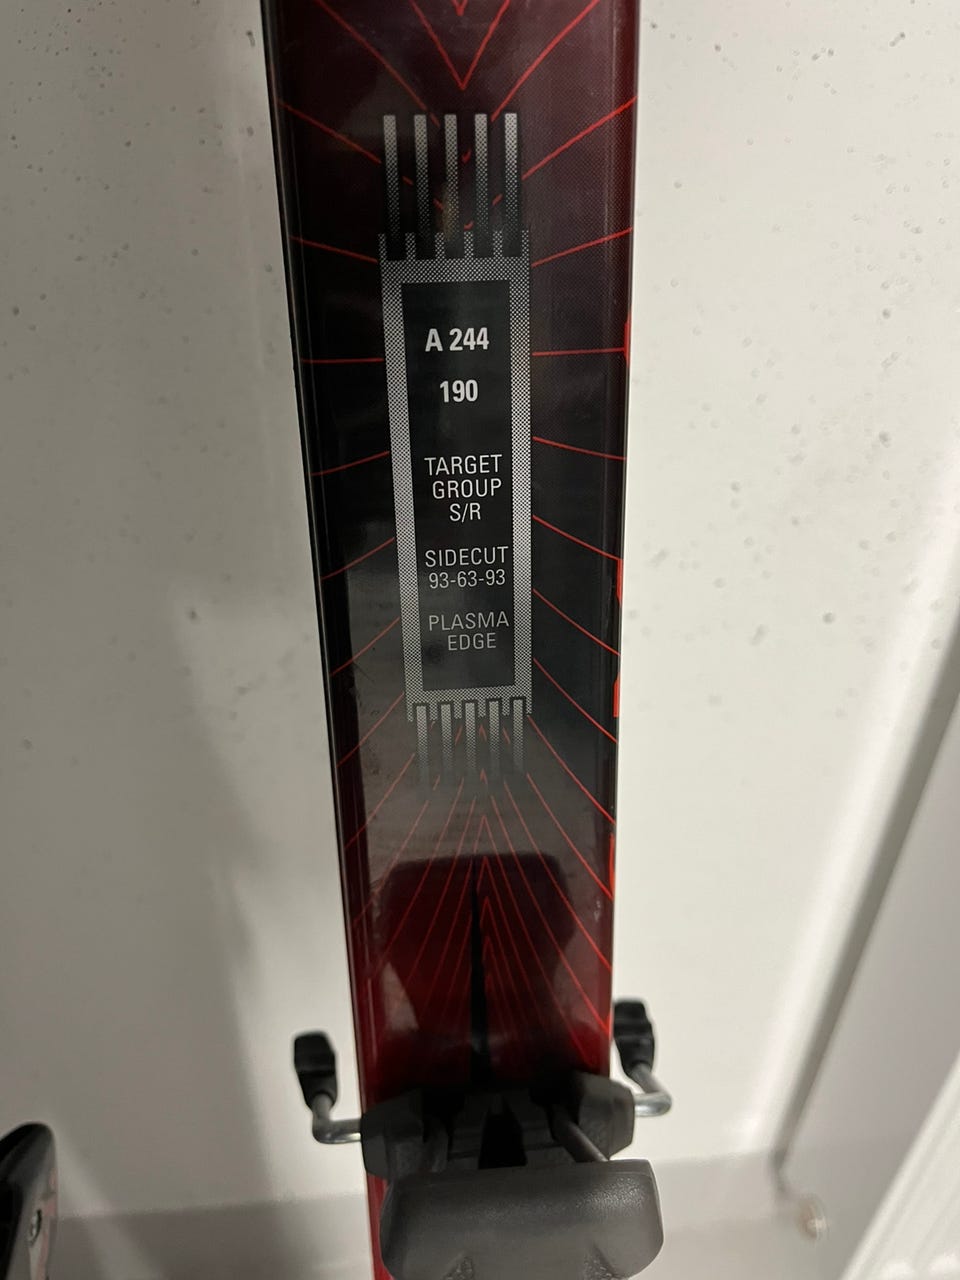 A 244
190
TARGET
GROUP
S/R
SIDECUT
93-63-93
PLASMA
EDGE